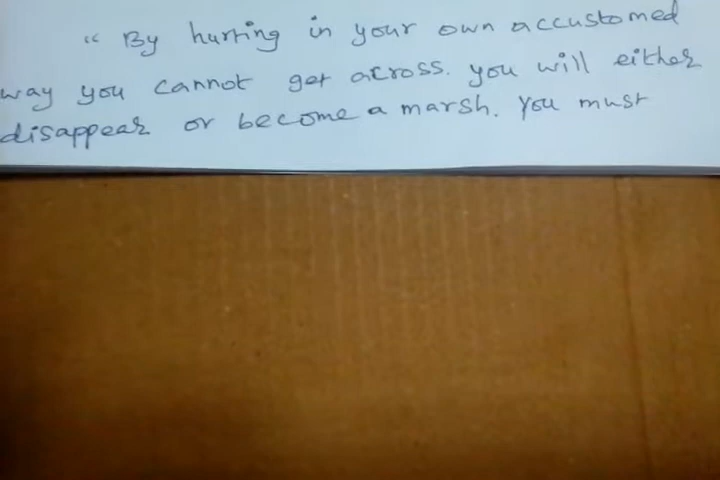 “ By hurting in your own accustomed
way you cannot get across. you will either
disappear or become a marsh. You must